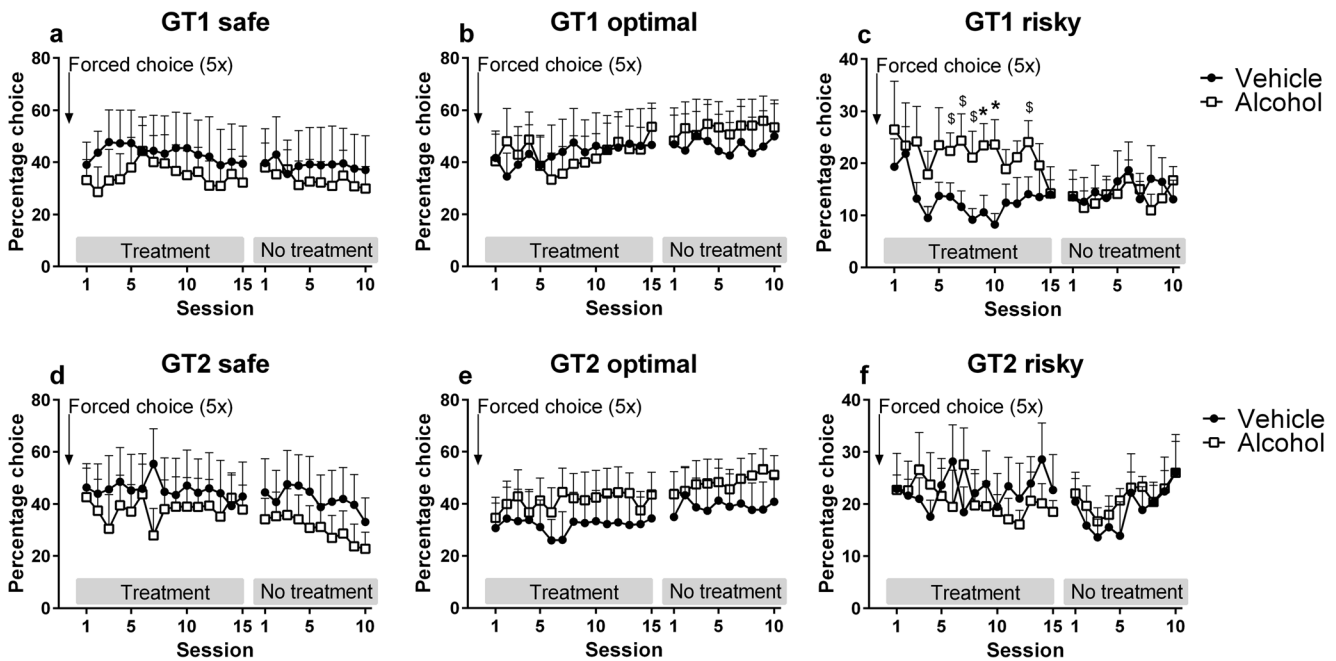 GT1 safe
GT1 optimal
GT1 risky
a
b
c
Forced choice (5x)
Forced choice (5x)
Forced choice (5x)
Vehicle
Alcohol
Percentage choice
80
60
40
20
0
Treatment
No treatment
1 5 10 15 1 5 10
Session
Percentage choice
80
60
40
20
0
Treatment
No treatment
1 5 10 15 1 5 10
Session
Percentage choice
40
30
20
10
0
$ $ $ * * $
Treatment
No treatment
1 5 10 15 1 5 10
Session
GT2 safe
GT2 optimal
GT2 risky
d
e
f
Forced choice (5x)
Forced choice (5x)
Forced choice (5x)
Vehicle
Alcohol
Percentage choice
80
60
40
20
0
Treatment
No treatment
1 5 10 15 1 5 10
Session
Percentage choice
80
60
40
20
0
Treatment
No treatment
1 5 10 15 1 5 10
Session
Percentage choice
40
30
20
10
0
Treatment
No treatment
1 5 10 15 1 5 10
Session